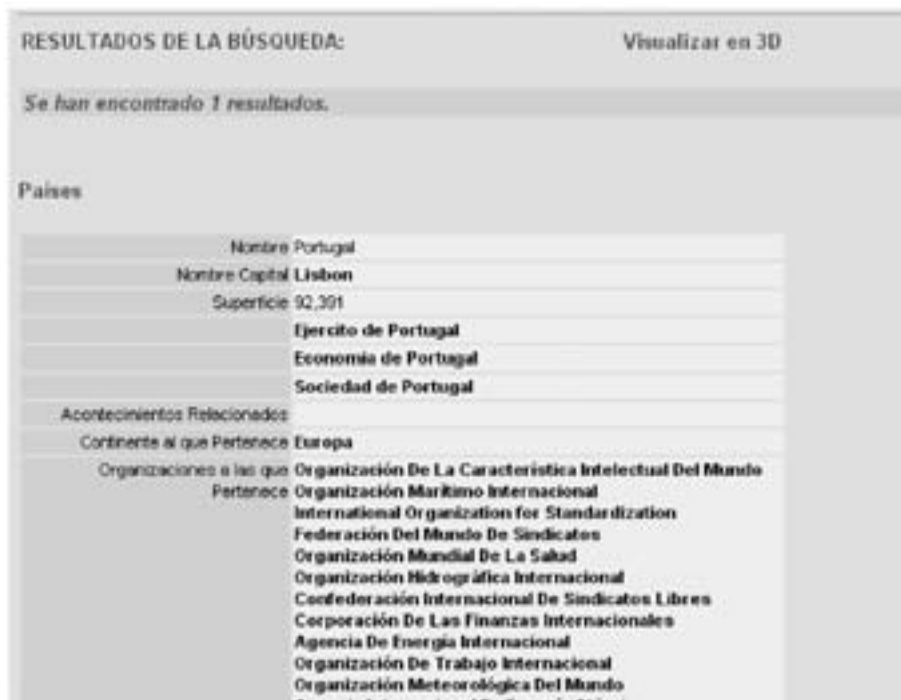 RESULTADOS DE LA BÚSQUEDA: Visualizar en 3D
Se han encontrado 1 resultados.
Países
Nombre Portugal
Nombre Capital Lisbon
Superficie 92,391
Ejercito de Portugal
Economia de Portugal
Sociedad de Portugal
Acontecimientos Relacionados
Continente al que Pertenece Europa
Organizaciones a las que Organización De La Característica Intelectual Del Mundo
Pertenece Organización Marítimo Internacional
International Organization for Standardization
Federación Del Mundo De Sindicatos
Organización Mundial De La Salud
Organización Hidrográfica Internacional
Confederación Internacional De Sindicatos Libres
Corporación De Las Finanzas Internacionales
Agencia De Energía Internacional
Organización De Trabajo Internacional
Organización Meteorológica Del Mundo